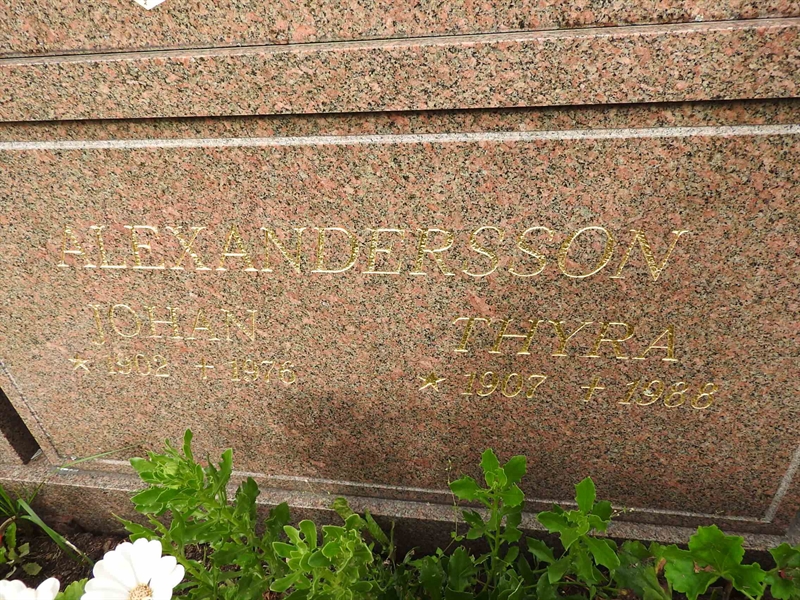 ALEXANDERSSON
JOHAN THYRA
* 1902 + 1976 * 1907 + 1988